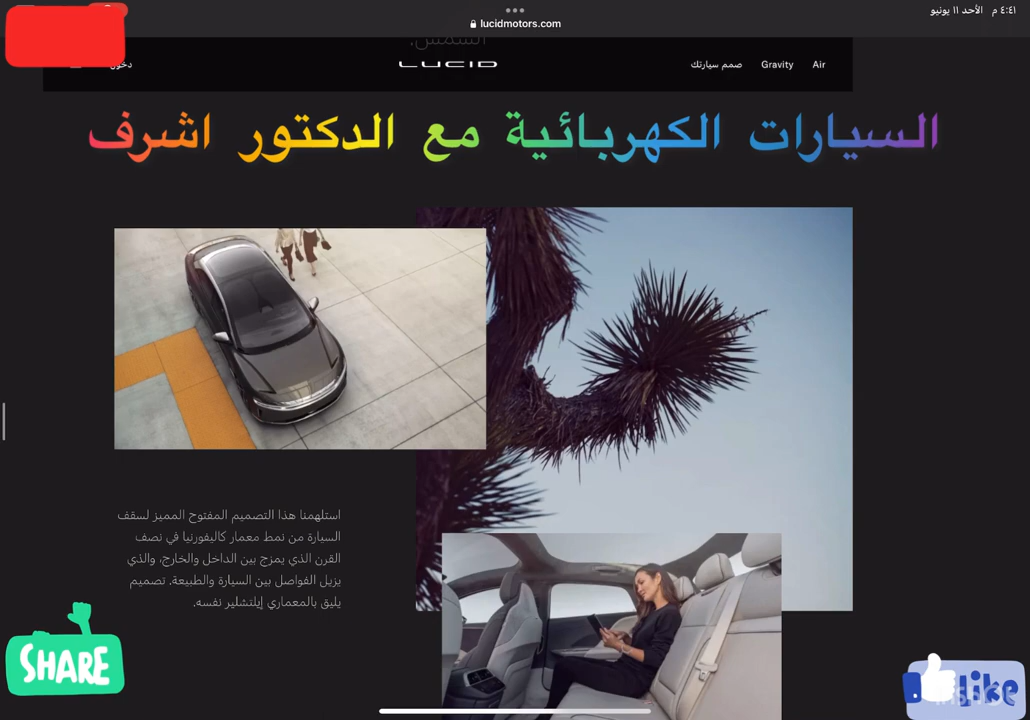 ٤:٤١ م الأحد ١١ يونيو
lucidmotors.com
الشمس.
Air Gravity صمم سيارتك
LUCID
دخول
السيارات الكهربائية مع الدكتور اشرف
استلهمنا هذا التصميم المفتوح المميز لسقف
السيارة من نمط معمار كاليفورنيا في نصف
القرن الذي يمزج بين الداخل والخارج، والذي
يزيل الفواصل بين السيارة والطبيعة. تصميم
يليق بالمعماري إيلتشلير نفسه.
SHARE
like